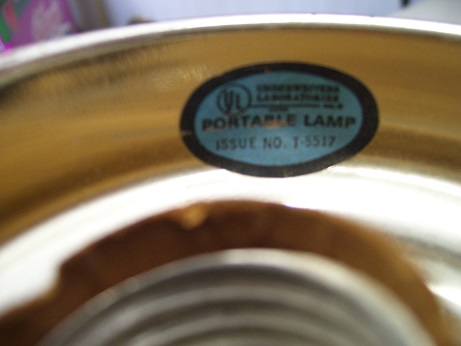 UL
UNDERWRITERS
LABORATORIES
PORTABLE LAMP
ISSUE NO. T-5517